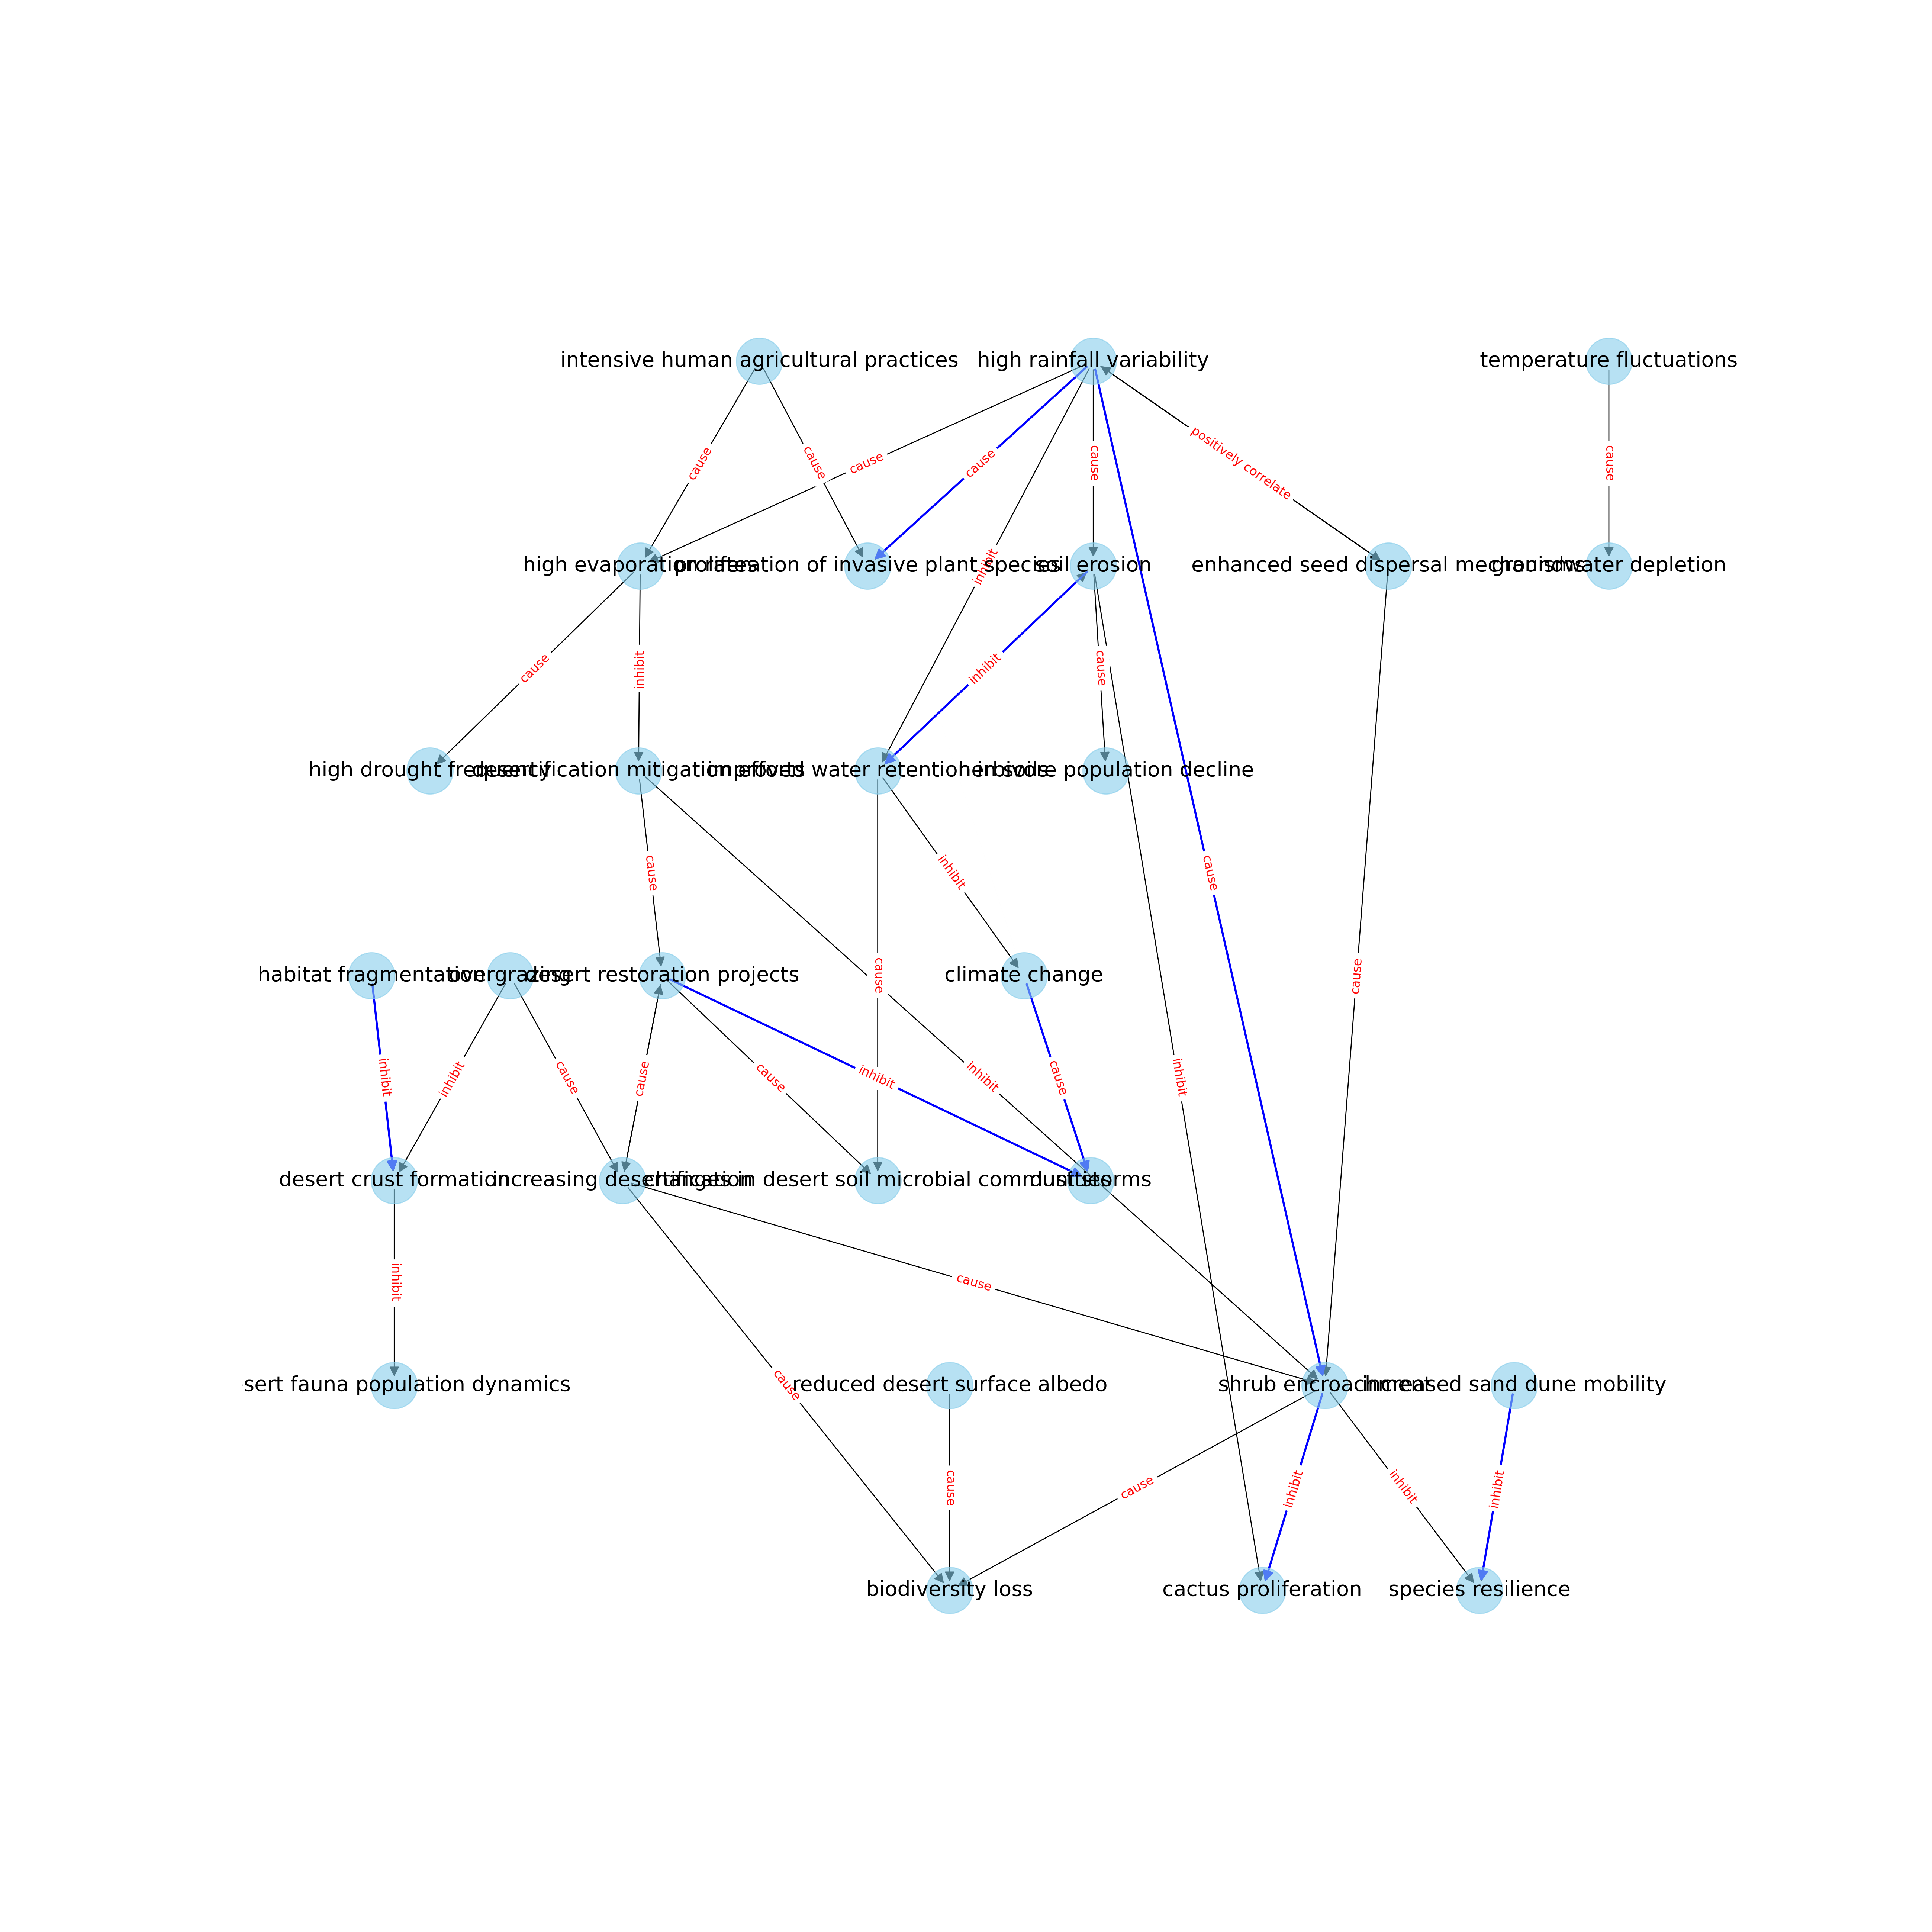 intensive human agricultural practices
high rainfall variability
temperature fluctuations
cause
cause
cause
cause
cause
positively correlate
cause
high evaporation rates
proliferation of invasive plant species
inhibit
soil erosion
enhanced seed dispersal mechanisms
groundwater depletion
cause
inhibit
inhibit
cause
high drought frequency
desertification mitigation efforts
improved water retention in soils
herbivore population decline
cause
inhibit
cause
habitat fragmentation
overgrazing
desert restoration projects
cause
climate change
cause
inhibit
inhibit
cause
cause
cause
inhibit
inhibit
cause
inhibit
desert crust formation
increasing desertification
changes in desert soil microbial communities
dust storms
inhibit
cause
sert fauna population dynamics
cause
reduced desert surface albedo
shrub encroachment
increased sand dune mobility
cause
cause
inhibit
inhibit
inhibit
biodiversity loss
cactus proliferation
species resilience